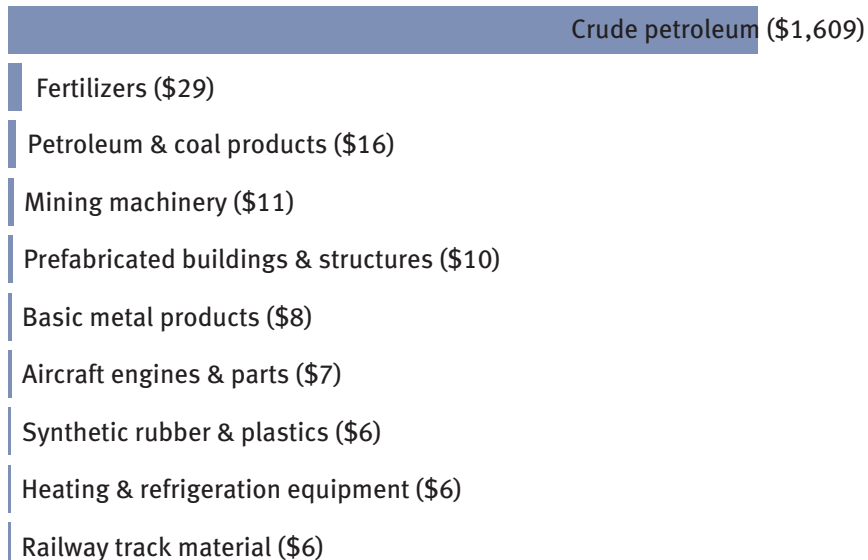 Crude petroleum ($1,609)
Fertilizers ($29)
Petroleum & coal products ($16)
Mining machinery ($11)
Prefabricated buildings & structures ($10)
Basic metal products ($8)
Aircraft engines & parts ($7)
Synthetic rubber & plastics ($6)
Heating & refrigeration equipment ($6)
Railway track material ($6)